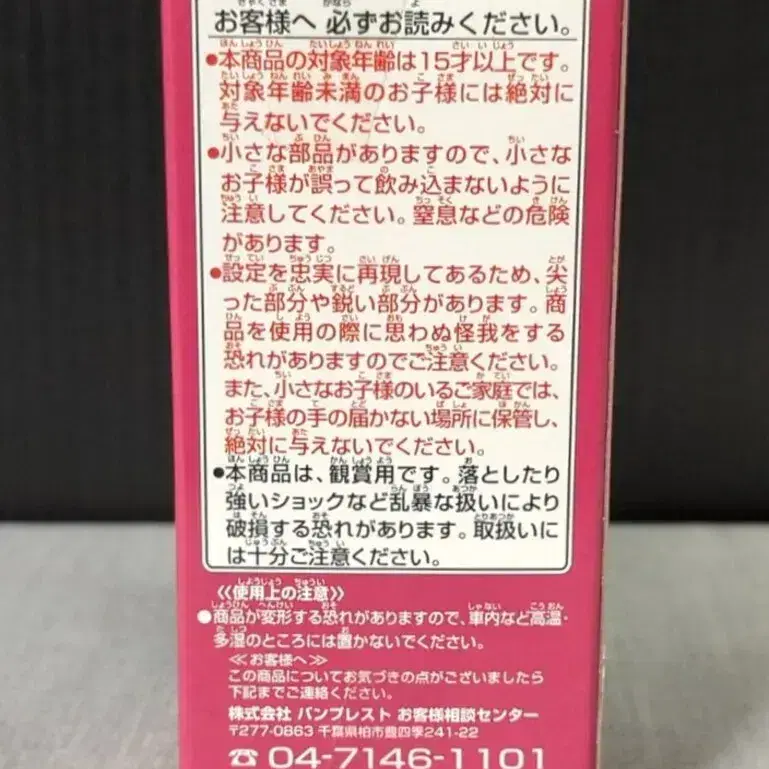 お客様へ 必ずお読みください。
●本商品の対象年齢は15才以上です。
対象年齢未満のお子様には絶対に
与えないでください。
●小さな部品がありますので、小さな
お子様が誤って飲み込まないように
注意してください。窒息などの危険
があります。
●設定を忠実に再現してあるため、尖
った部分や鋭い部分があります。商
品を使用の際に思わぬ怪我をする
恐れがありますのでご注意ください。
また、小さなお子様のいるご家庭では、
お子様の手の届かない場所に保管し、
絶対に与えないでください。
●本商品は、観賞用です。落としたり
強いショックなど乱暴な扱いにより
破損する恐れがあります。取扱いに
は十分ご注意ください。
《使用上の注意》
●商品が変形する恐れがありますので、車内など高温・
多湿のところには置かないでください。
≪お客様へ≫
この商品についてお気づきの点がございましたら
下記までご連絡ください。
株式会社 バンプレスト お客様相談センター
〒277-0863 千葉県柏市豊四季241-22
☎04-7146-1101